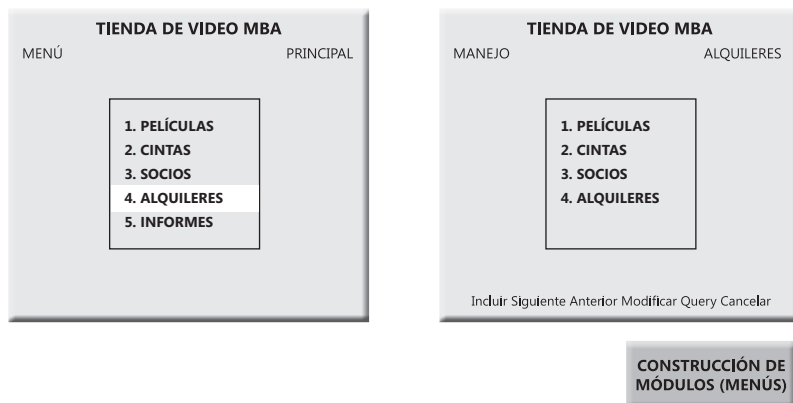 TIENDA DE VIDEO MBA
MENÚ PRINCIPAL
1. PELÍCULAS
2. CINTAS
3. SOCIOS
4. ALQUILERES
5. INFORMES
TIENDA DE VIDEO MBA
MANEJO ALQUILERES
1. PELÍCULAS
2. CINTAS
3. SOCIOS
4. ALQUILERES
Incluir Siguiente Anterior Modificar Query Cancelar
CONSTRUCCIÓN DE
MÓDULOS (MENÚS)